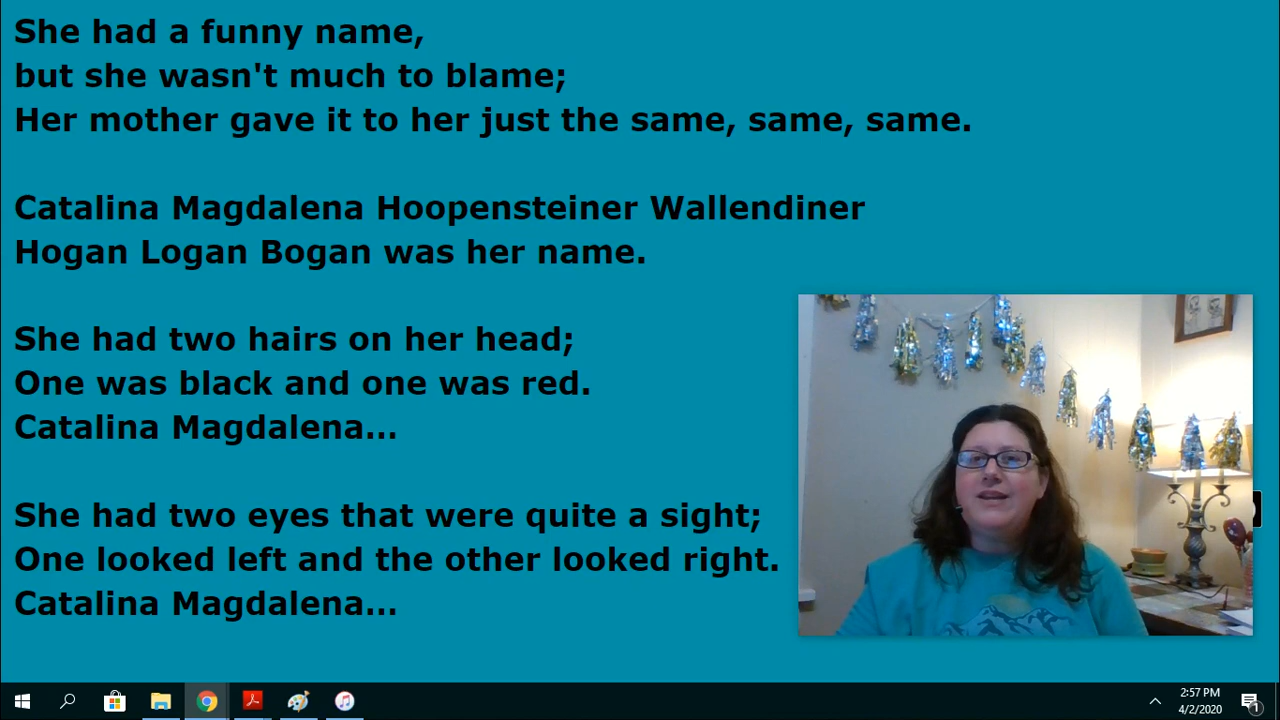 She had a funny name,
but she wasn't much to blame;
Her mother gave it to her just the same, same, same.
Catalina Magdalena Hoopensteiner Wallendiner
Hogan Logan Bogan was her name.
She had two hairs on her head;
One was black and one was red.
Catalina Magdalena...
She had two eyes that were quite a sight;
One looked left and the other looked right.
Catalina Magdalena...
2:57 PM
4/2/2020
1